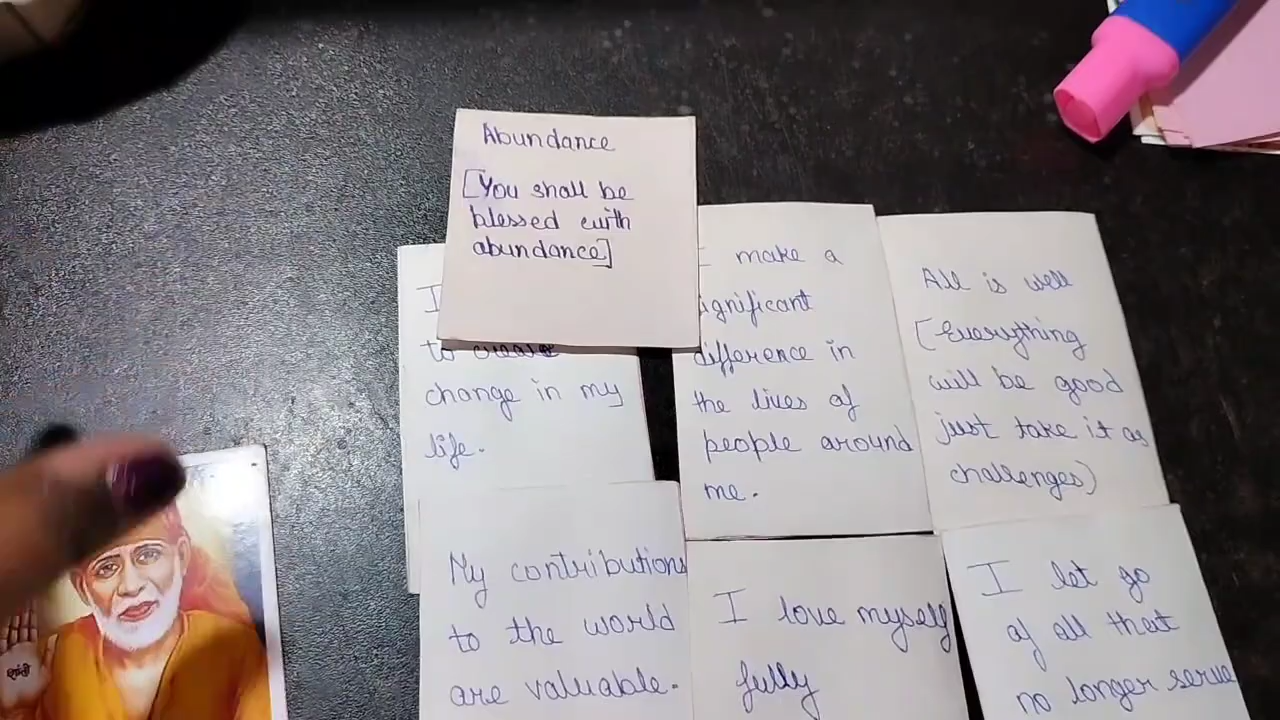 Abundance
[You shall be
blessed with
abundance]
I
to create
change in my
life.
I make a
significant
difference in
the lives of
people around
me.
All is well
(Everything
will be good
just take it as
challenges)
My contributions
to the world
are valuable.
I love myself
fully
I let go
of all that
no longer serve